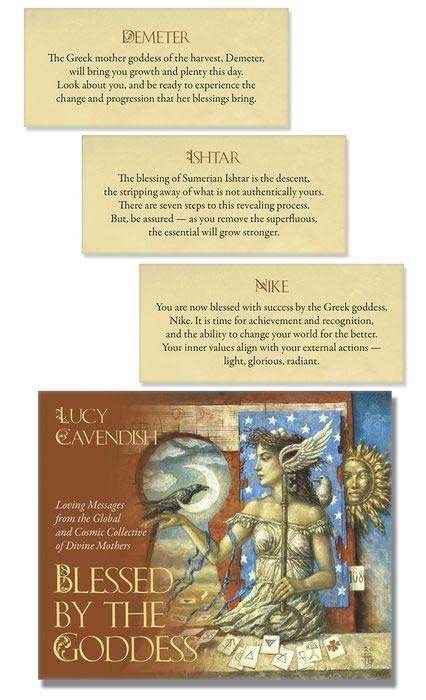 DEMETER
The Greek mother goddess of the harvest, Demeter,
will bring you growth and plenty this day.
Look about you, and be ready to experience the
change and progression that her blessings bring.
ISHTAR
The blessing of Sumerian Ishtar is the descent,
the stripping away of what is not authentically yours.
There are seven steps to this revealing process.
But, be assured — as you remove the superfluous,
the essential will grow stronger.
NIKE
You are now blessed with success by the Greek goddess,
Nike. It is time for achievement and recognition,
and the ability to change your world for the better.
Your inner values align with your external actions —
light, glorious, radiant.
LUCY
CAVENDISH
Loving Messages
from the Global
and Cosmic Collective
of Divine Mothers
BLESSED
BY THE
GODDESS
108